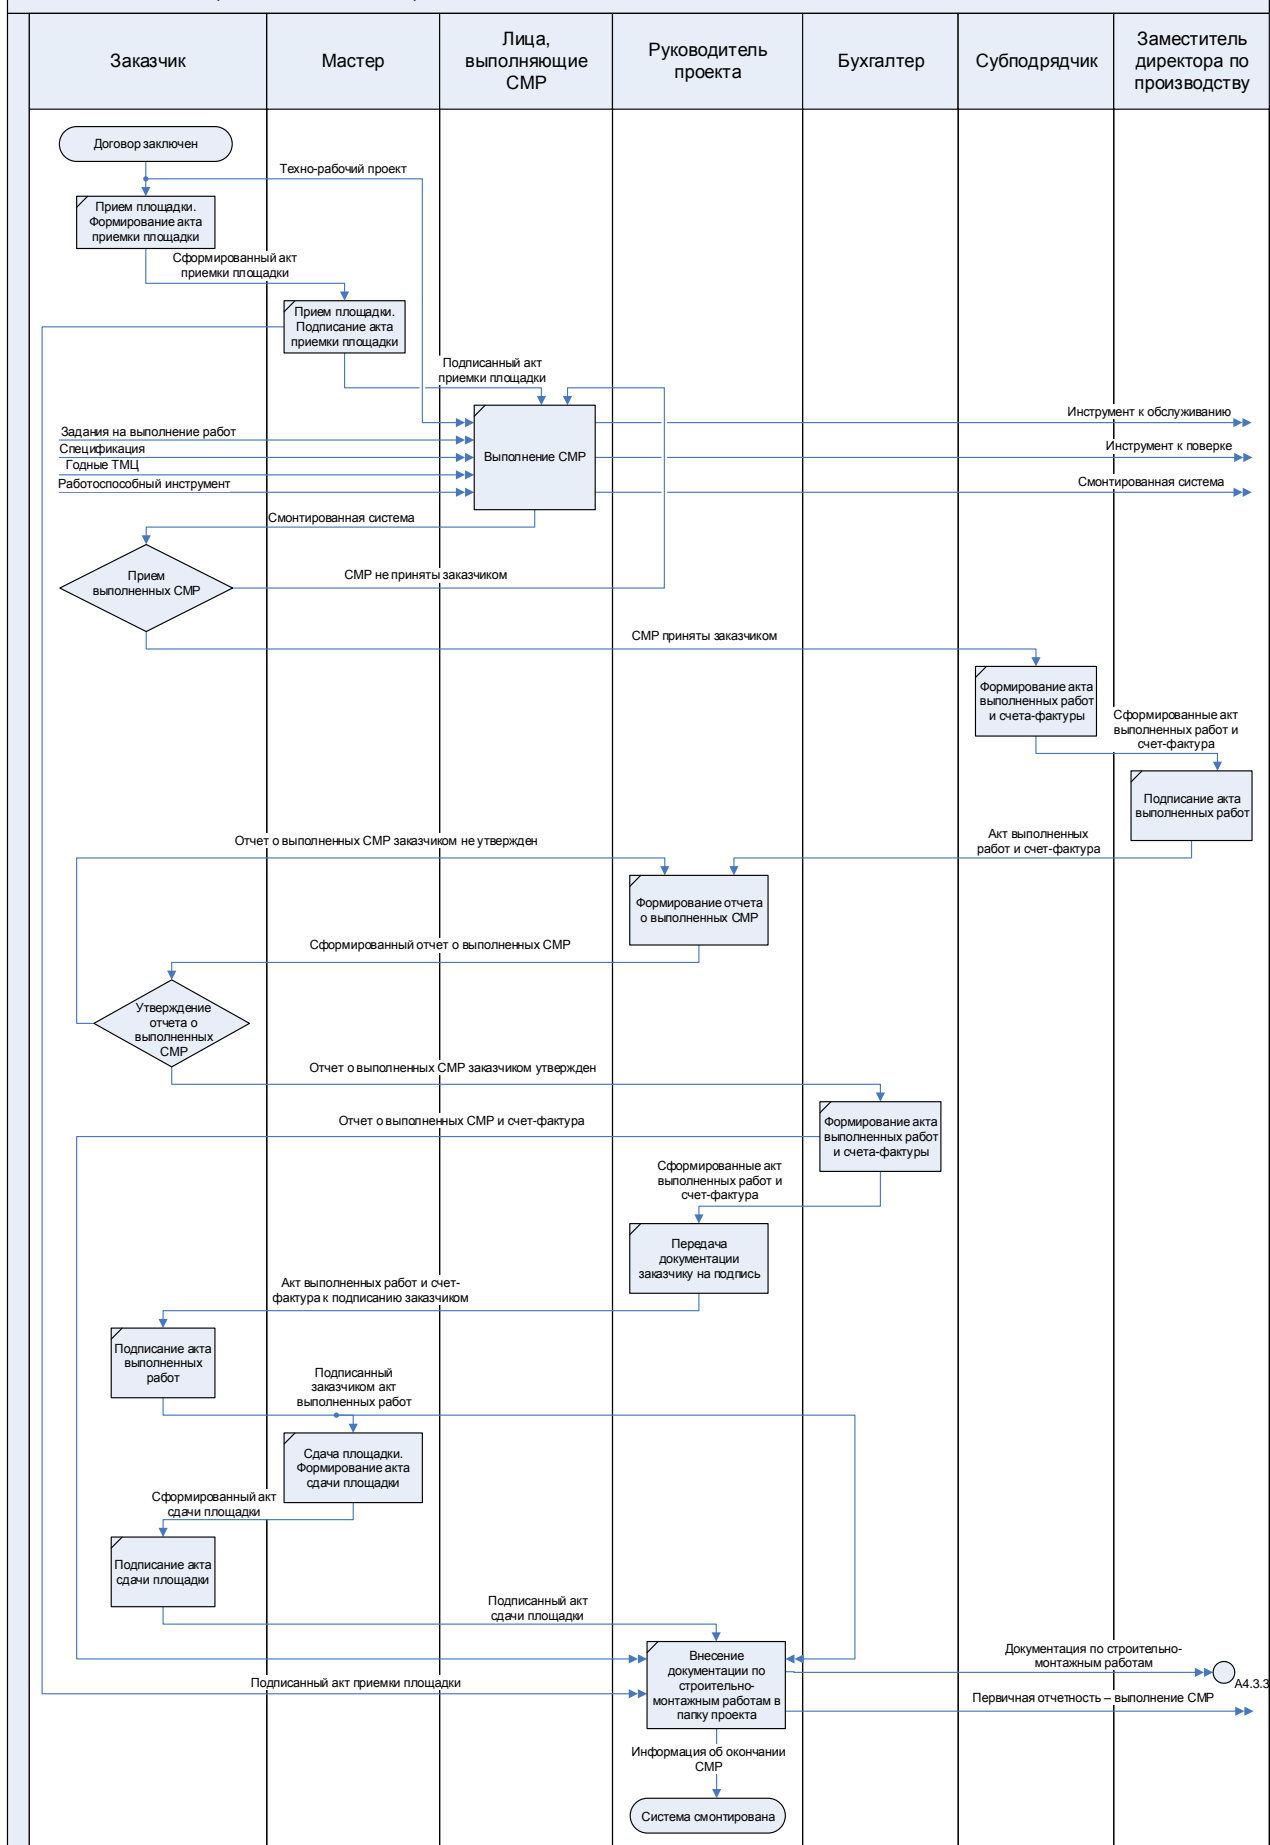 Заказчик
Мастер
Лица,
выполняющие
СМР
Руководитель
проекта
Бухгалтер
Субподрядчик
Заместитель
директора по
производству
Договор заключен
Техно-рабочий проект
Прием площадки.
Формирование акта
приемки площадки
Сформированный акт
приемки площадки
Прием площадки.
Подписание акта
приемки площадки
Подписанный акт
приемки площадки
Задания на выполнение работ
Спецификация
Годные ТМЦ
Работоспособный инструмент
Выполнение СМР
Инструмент к обслуживанию
Инструмент к поверке
Смонтированная система
Смонтированная система
Прием
выполненных СМР
СМР не приняты заказчиком
СМР приняты заказчиком
Формирование акта
выполненных работ
и счета-фактуры
Сформированные акт
выполненных работ и
счет-фактура
Подписание акта
выполненных работ
Акт выполненных
работ и счет-фактура
Отчет о выполненных СМР заказчиком не утвержден
Формирование отчета
о выполненных СМР
Сформированный отчет о выполненных СМР
Утверждение
отчета о
выполненных
СМР
Отчет о выполненных СМР заказчиком утвержден
Отчет о выполненных СМР и счет-фактура
Формирование акта
выполненных работ
и счета-фактуры
Сформированные акт
выполненных работ и
счет-фактура
Передача
документации
заказчику на подпись
Акт выполненных работ и счет-
фактура к подписанию заказчиком
Подписание акта
выполненных
работ
Подписанный
заказчиком акт
выполненных работ
Сдача площадки.
Формирование акта
сдачи площадки
Сформированный акт
сдачи площадки
Подписание акта
сдачи площадки
Подписанный акт
сдачи площадки
Внесение
документации по
строительно-
монтажным работам в
папку проекта
Документация по строительно-
монтажным работам
А4.3.3
Подписанный акт приемки площадки
Первичная отчетность – выполнение СМР
Информация об окончании
СМР
Система смонтирована